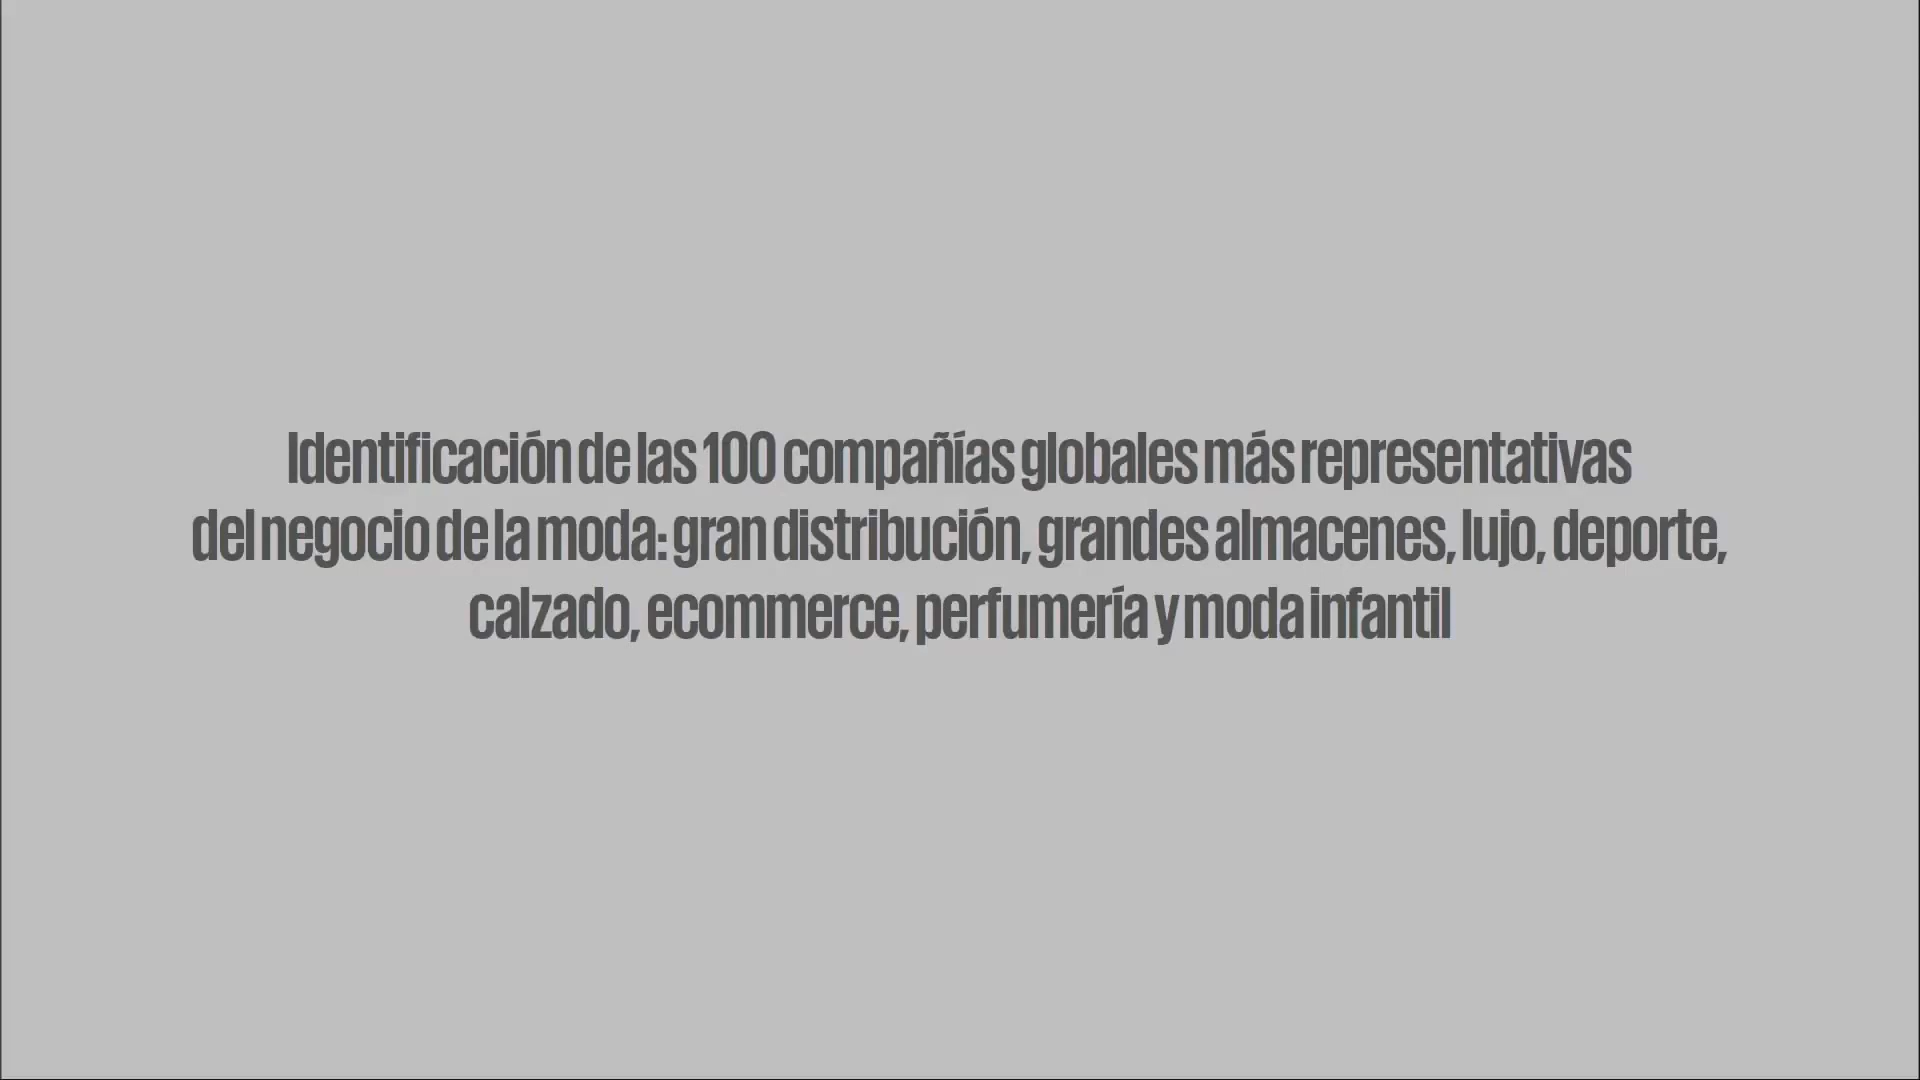 Identificación de las 100 compañías globales más representativas
del negocio de la moda: gran distribución, grandes almacenes, lujo, deporte,
calzado, ecommerce, perfumería y moda infantil